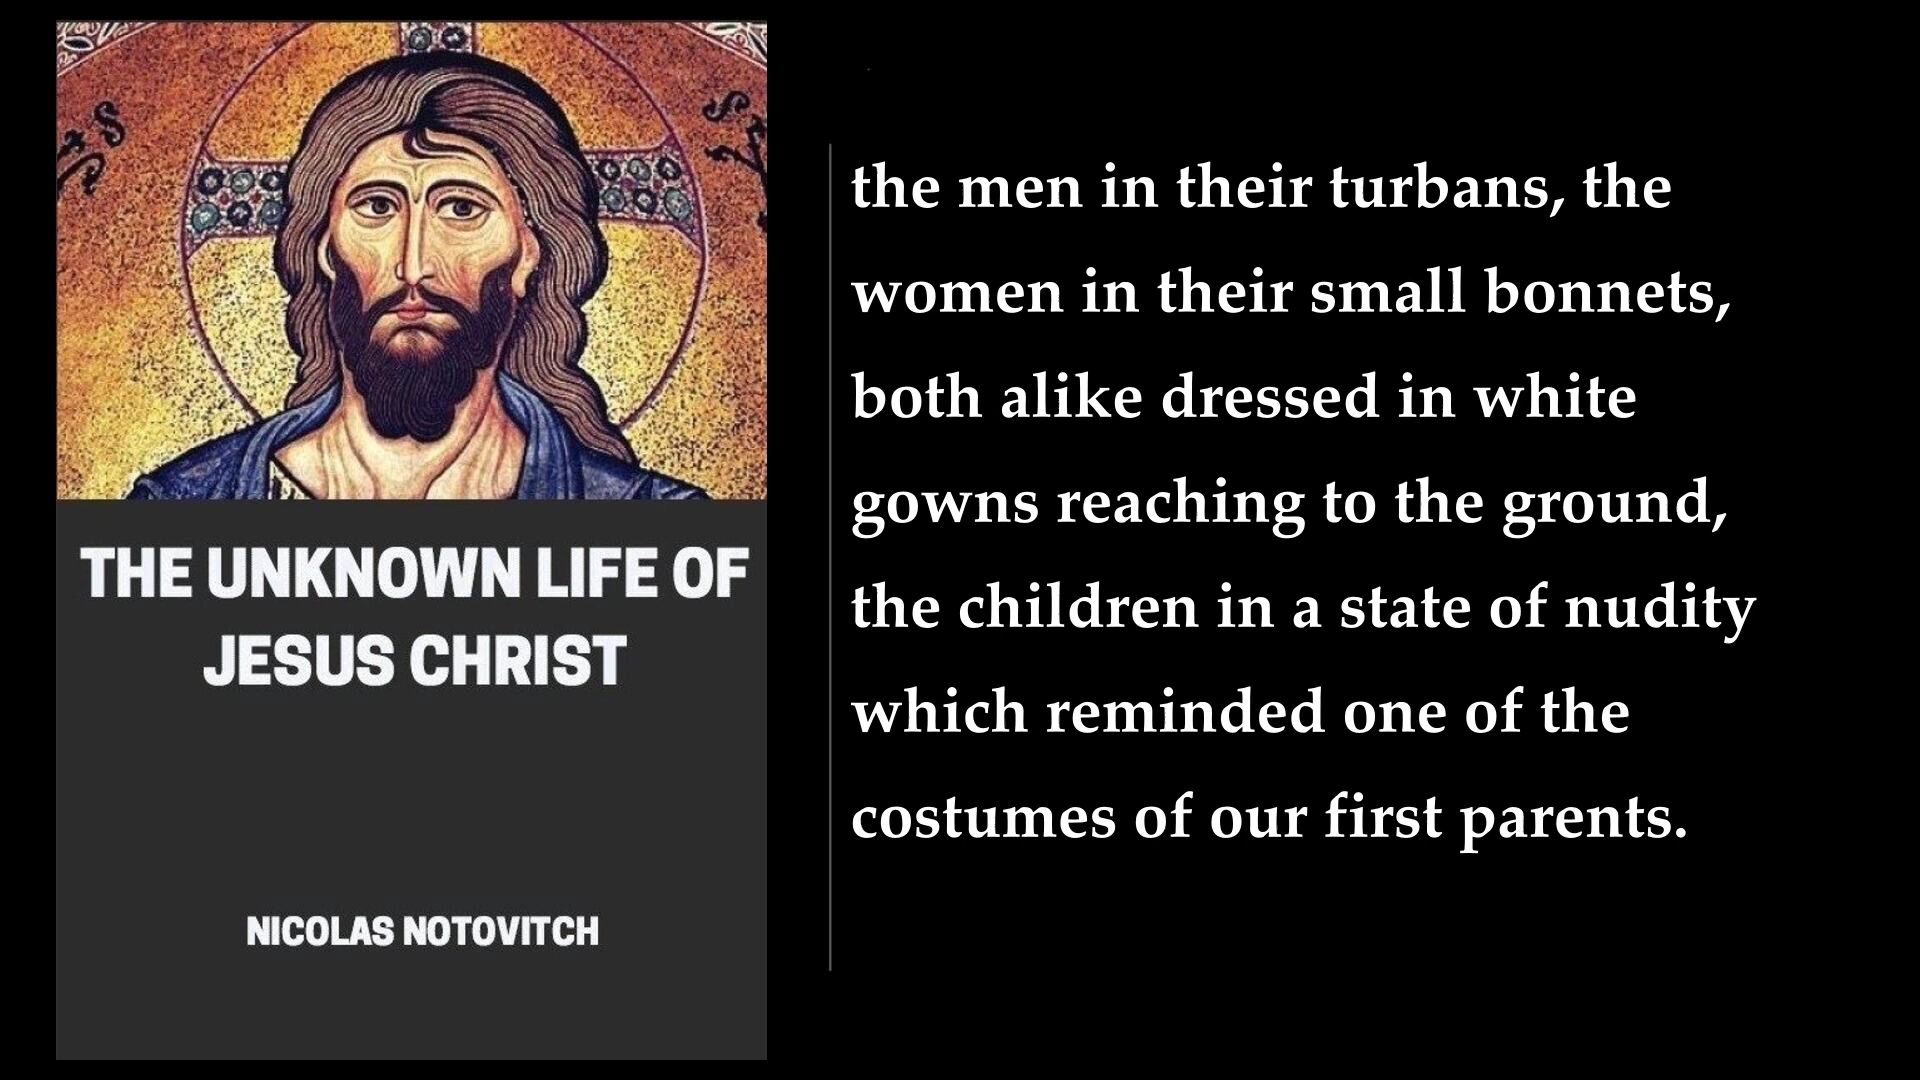 THE UNKNOWN LIFE OF
JESUS CHRIST
NICOLAS NOTOVITCH
the men in their turbans, the
women in their small bonnets,
both alike dressed in white
gowns reaching to the ground,
the children in a state of nudity
which reminded one of the
costumes of our first parents.